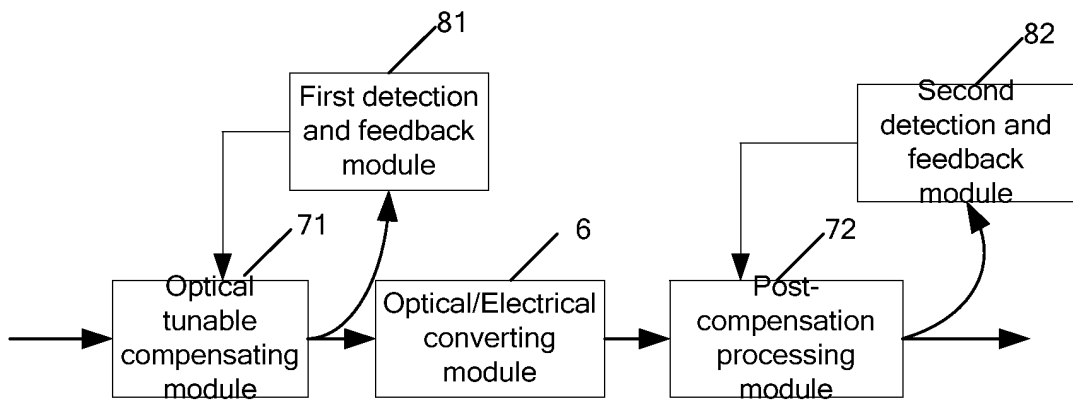 81
First detection
and feedback
module
82
Second
detection and
feedback
module
71
Optical
tunable
compensating
module
6
Optical/Electrical
converting
module
72
Post-
compensation
processing
module